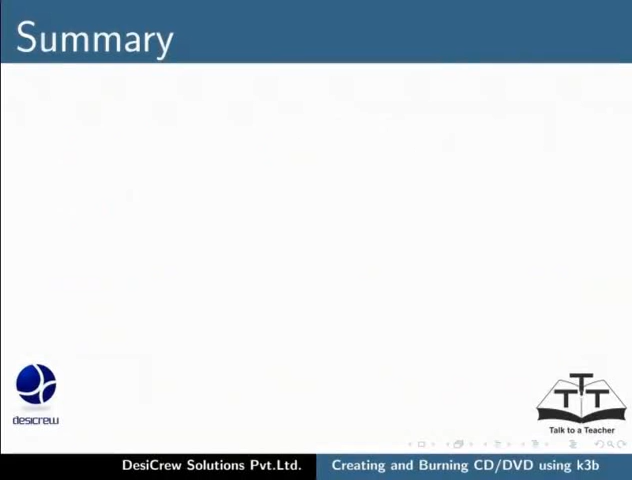 Summary
desicrew
T T T
Talk to a Teacher
DesiCrew Solutions Pvt.Ltd.
Creating and Burning CD/DVD using k3b